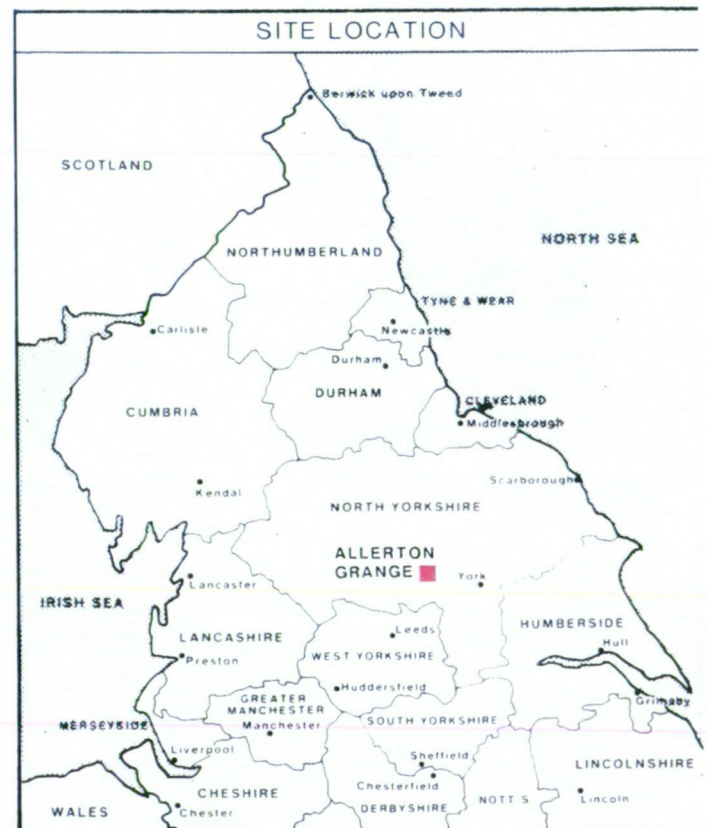 SITE LOCATION
Berwick upon Tweed
SCOTLAND
NORTH SEA
NORTHUMBERLAND
TYNE & WEAR
Carlisle
Newcastle
Durham
DURHAM
CLEVELAND
CUMBRIA
Middlesbrough
Scarborough
Kendal
NORTH YORKSHIRE
ALLERTON
GRANGE
York
Lancaster
IRISH SEA
HUMBERSIDE
Leeds
LANCASHIRE
Hull
WEST YORKSHIRE
Preston
Huddersfield
GREATER
MANCHESTER
Grimsby
SOUTH YORKSHIRE
MERSEYSIDE
Manchester
Liverpool
Sheffield
LINCOLNSHIRE
Chesterfield
CHESHIRE
NOTTS
Lincoln
DERBYSHIRE
WALES
Chester